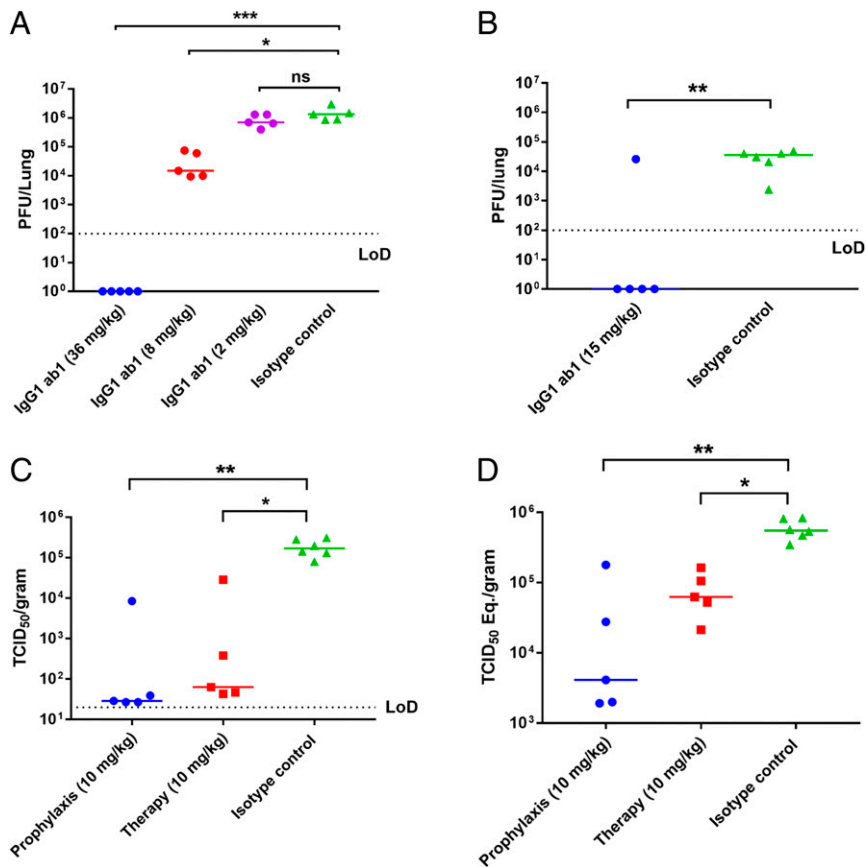 A
***
*
ns
10⁷
10⁶
10⁵
10⁴
10³
10²
10¹
10⁰
PFU/Lung
LoD
IgG1 ab1 (36 mg/kg)
IgG1 ab1 (8 mg/kg)
IgG1 ab1 (2 mg/kg)
Isotype control
B
**
10⁷
10⁶
10⁵
10⁴
10³
10²
10¹
10⁰
PFU/lung
LoD
IgG1 ab1 (15 mg/kg)
Isotype control
C
**
*
10⁶
10⁵
10⁴
10³
10²
10¹
TCID₅₀/gram
LoD
Prophylaxis (10 mg/kg)
Therapy (10 mg/kg)
Isotype control
D
**
*
10⁶
10⁵
10⁴
10³
TCID₅₀ Eq./gram
Prophylaxis (10 mg/kg)
Therapy (10 mg/kg)
Isotype control